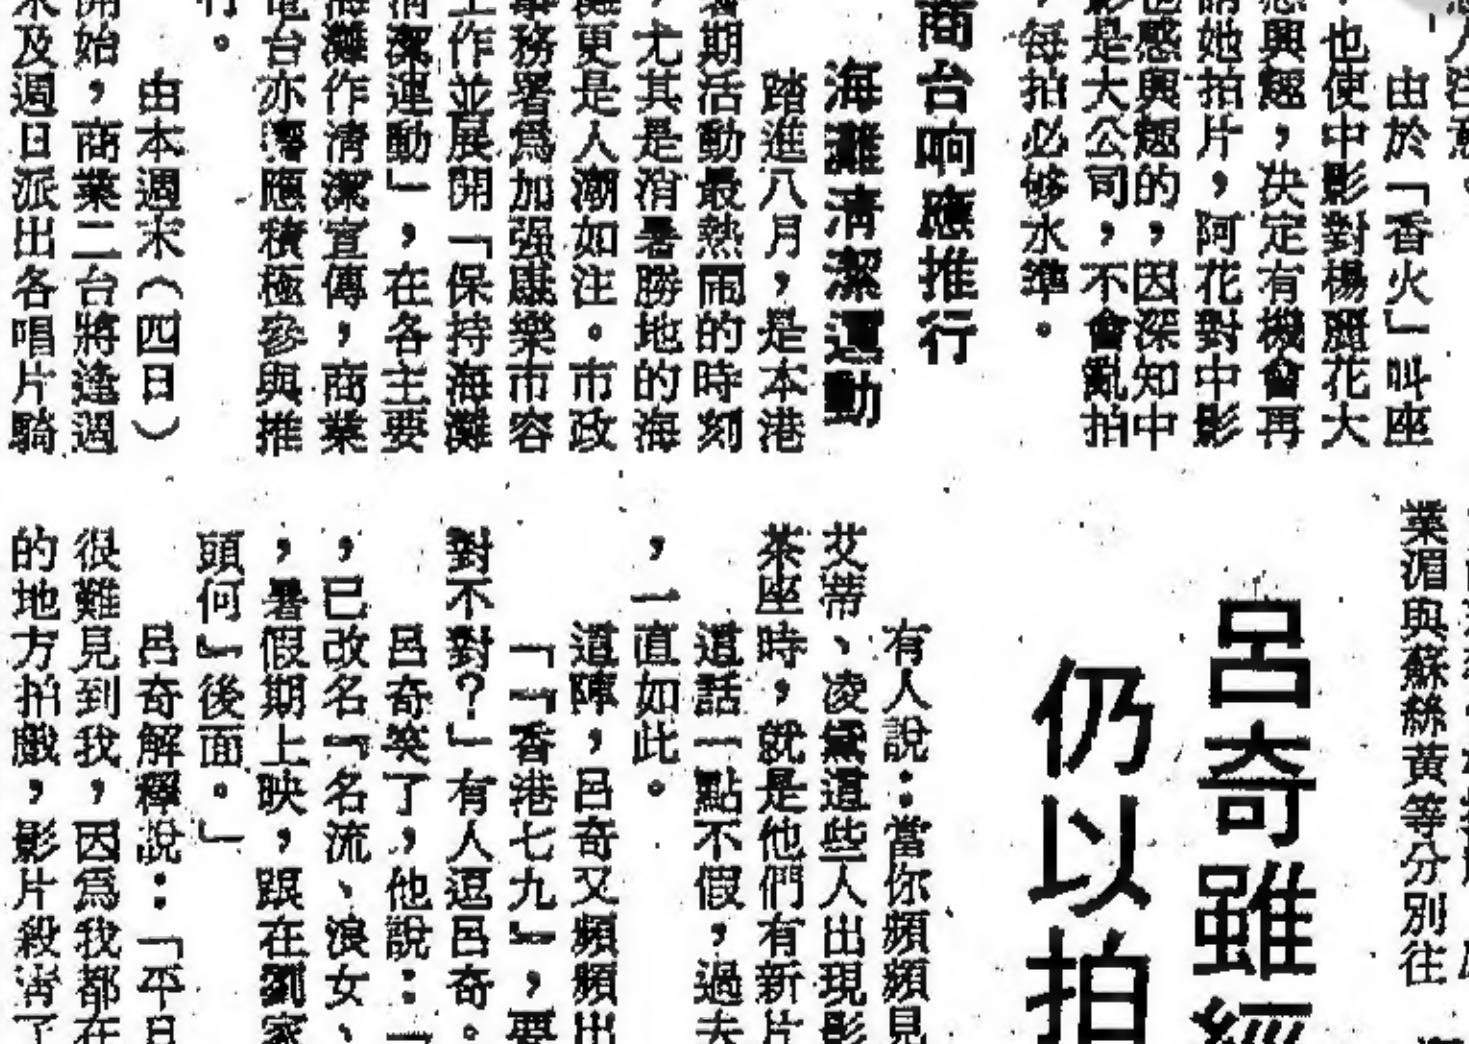 注意。
由於「香火」叫座
，也使中影對楊麗花大
感興趣，決定有機會再
請她拍片，阿花對中影
也感興趣的，因深知中
影是大公司，不會亂拍
，每拍必够水準。
商台响應推行
海灘清潔運動
踏進八月，是本港
暑期活動最熱鬧的時刻
，尤其是消暑勝地的海
灘更是人潮如注。市政
事務署爲加强康樂市容
工作並展開「保持海灘
清潔運動」，在各主要
海灘作清潔宣傳，商業
電台亦響應積極參與推
行。
由本週末（四日）
開始，商業二台將逢週
末及週日派出各唱片騎
業湄與蘇絲黃等分別往
呂奇雖經
仍以拍
有人說：當你頻頻見
艾蒂、凌黛這些人出現影
茶座時，就是他們有新片
這話一點不假，過去
，一直如此。
這陣，呂奇又頻頻出
「『香港七九』，要
對不對？」有人逗呂奇。
呂奇笑了，他說：「
，已改名『名流、浪女、
，暑假期上映，跟在劉家
頭何』後面。」
呂奇解釋說：「平日
很難見到我，因爲我都在
的地方拍戲，影片殺青了